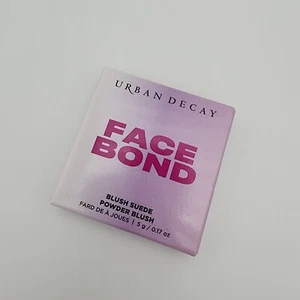 URBAN DECAY
FACE
BOND
BLUSH SUEDE
POWDER BLUSH
FARD DE À JOUES | 5 g / 0.17 oz